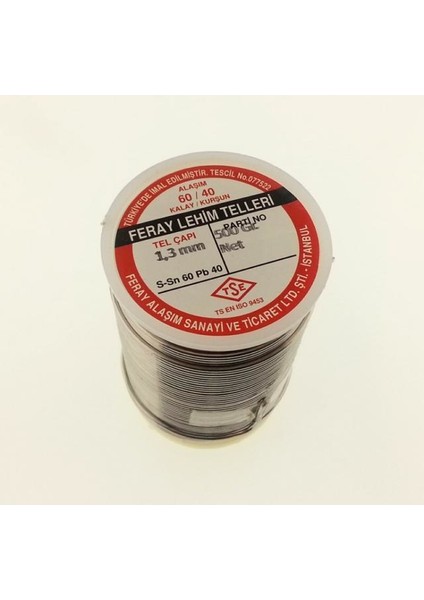 TÜRKİYE'DE İMAL EDİLMİŞTİR. TESCİL No.077522
ALAŞIM
60 / 40
KALAY / KURŞUN
FERAY LEHİM TELLERİ
TEL ÇAPI
PARTİ NO
1,3 mm
500 Gr.
Net
S-Sn 60 Pb 40
TSE
TS EN ISO 9453
FERAY ALAŞIM SANAYİ VE TİCARET LTD. ŞTİ. - İSTANBUL